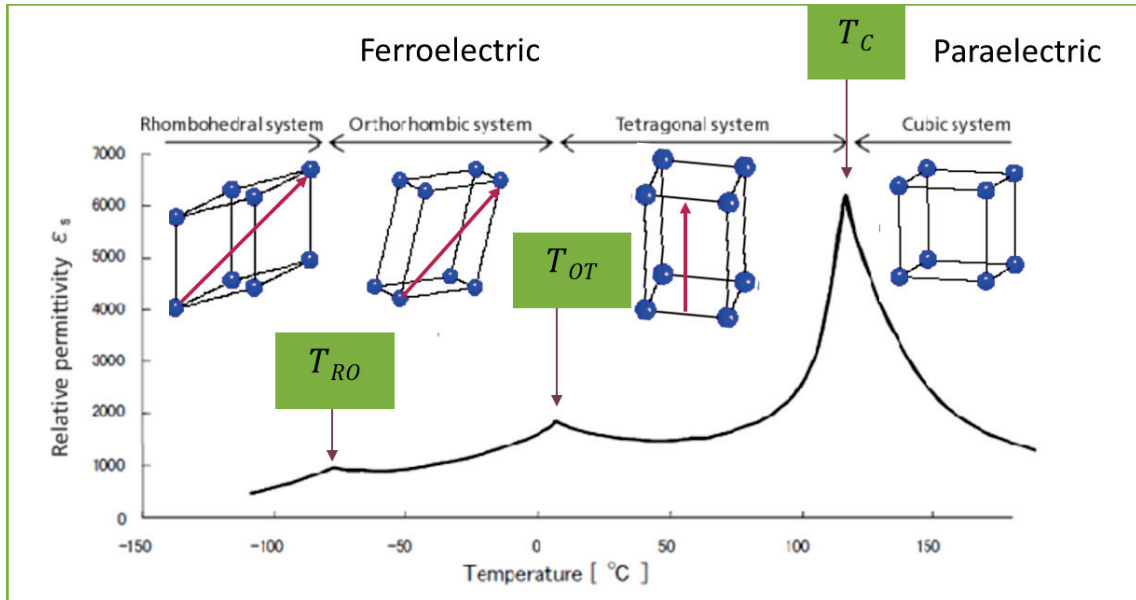 Ferroelectric
T_C
Paraelectric
Rhombohedral system
Orthorhombic system
Tetragonal system
Cubic system
7000
6000
5000
4000
3000
2000
1000
0
Relative permittivity ε s
T_OT
T_RO
−150
−100
−50
0
50
100
150
Temperature [ °C]